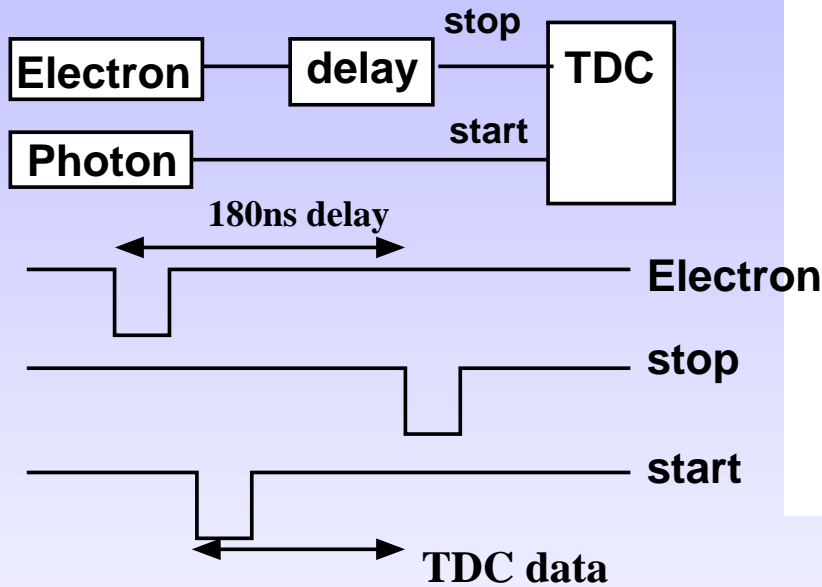 stop
Electron
delay
TDC
start
Photon
180ns delay
Electron
stop
start
TDC data